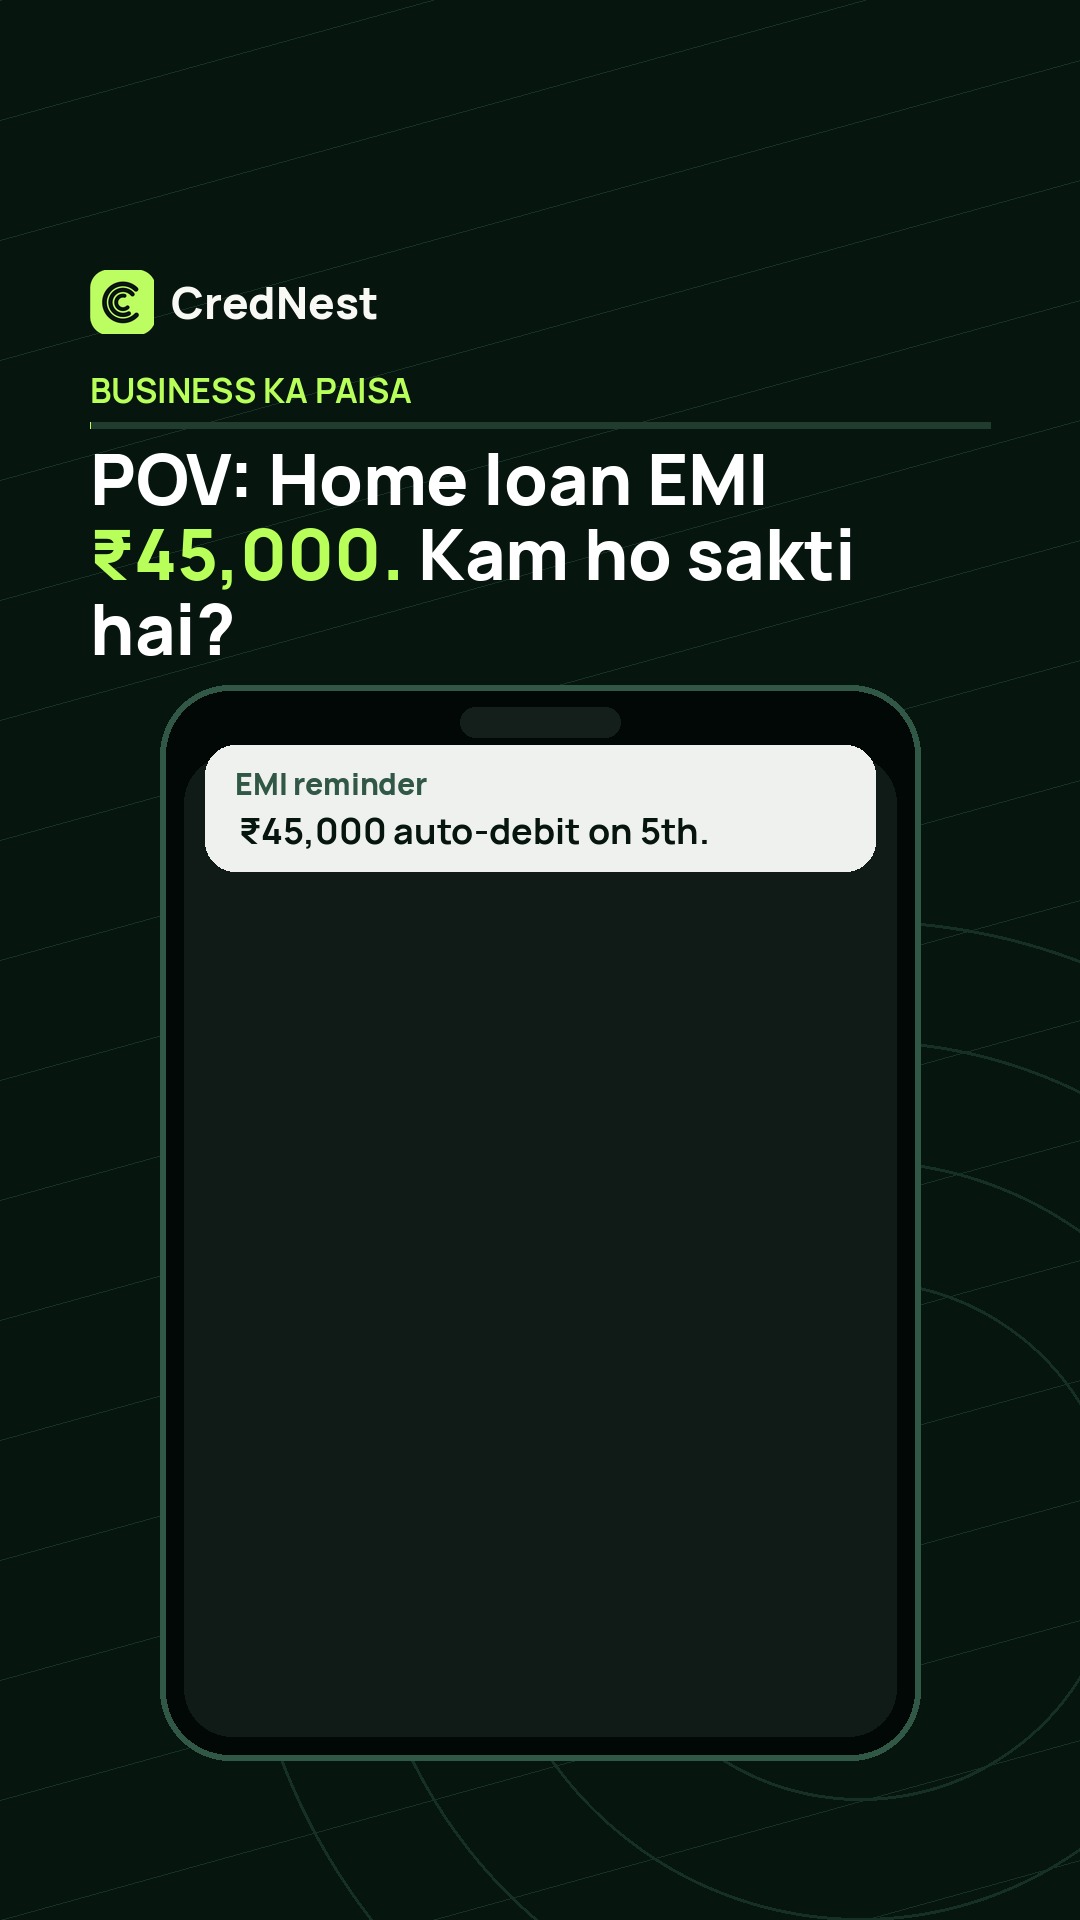 CredNest
BUSINESS KA PAISA
POV: Home loan EMI
₹45,000. Kam ho sakti
hai?
EMI reminder
₹45,000 auto-debit on 5th.